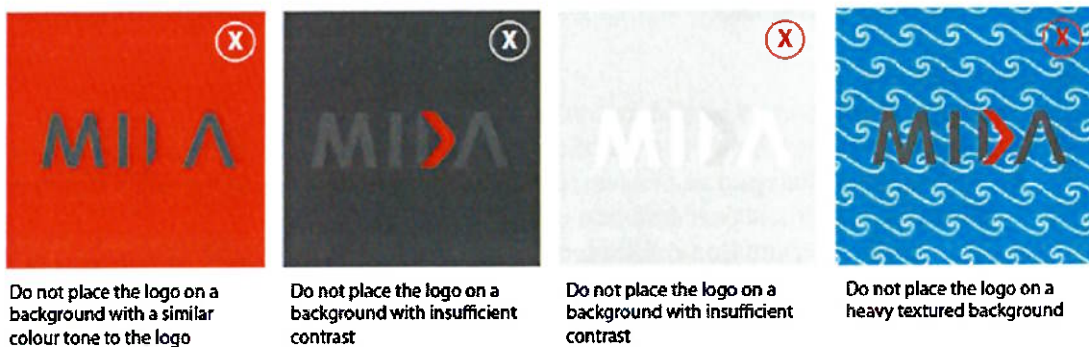 X
X
X
X
MIDA
MIDA
MIDA
MIDA
Do not place the logo on a
background with a similar
colour tone to the logo
Do not place the logo on a
background with insufficient
contrast
Do not place the logo on a
background with insufficient
contrast
Do not place the logo on a
heavy textured background